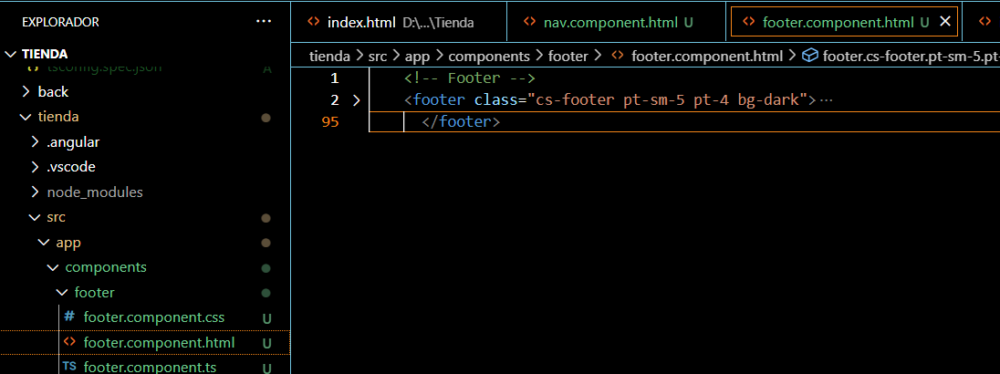 EXPLORADOR ···
TIENDA
tsconfig.spec.json A
back
tienda
.angular
.vscode
node_modules
src
app
components
footer
# footer.component.css U
<> footer.component.html U
TS footer.component.ts U
<> index.html D:\...\Tienda
<> nav.component.html U
<> footer.component.html U ×
<>
tienda > src > app > components > footer > <> footer.component.html > footer.cs-footer.pt-sm-5.pt-
1 <!-- Footer -->
2 <footer class="cs-footer pt-sm-5 pt-4 bg-dark">···
95 </footer>